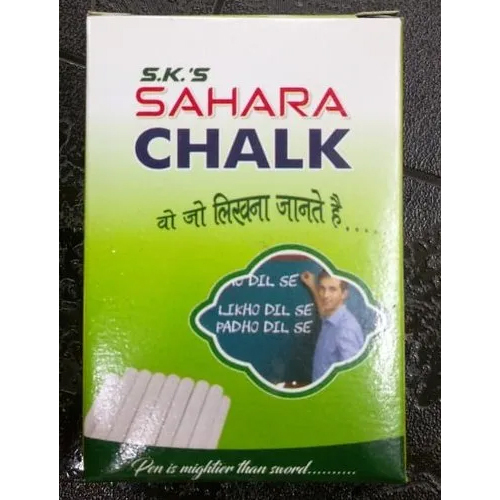 S.K.'S
SAHARA
CHALK
वो जो लिखना जानते है....
DIL SE
LIKHO DIL SE
PADHO DIL SE
Pen is mightier than sword..........